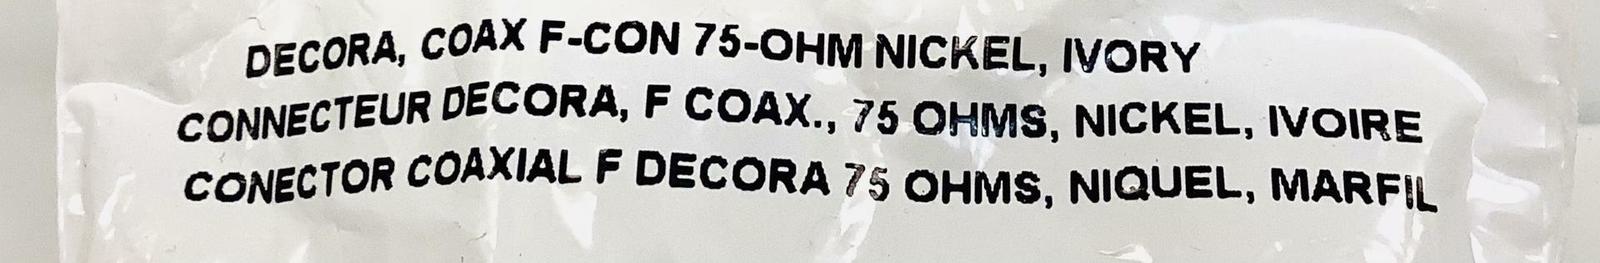 DECORA, COAX F-CON 75-OHM NICKEL, IVORY
CONNECTEUR DECORA, F COAX., 75 OHMS, NICKEL, IVOIRE
CONECTOR COAXIAL F DECORA 75 OHMS, NIQUEL, MARFIL